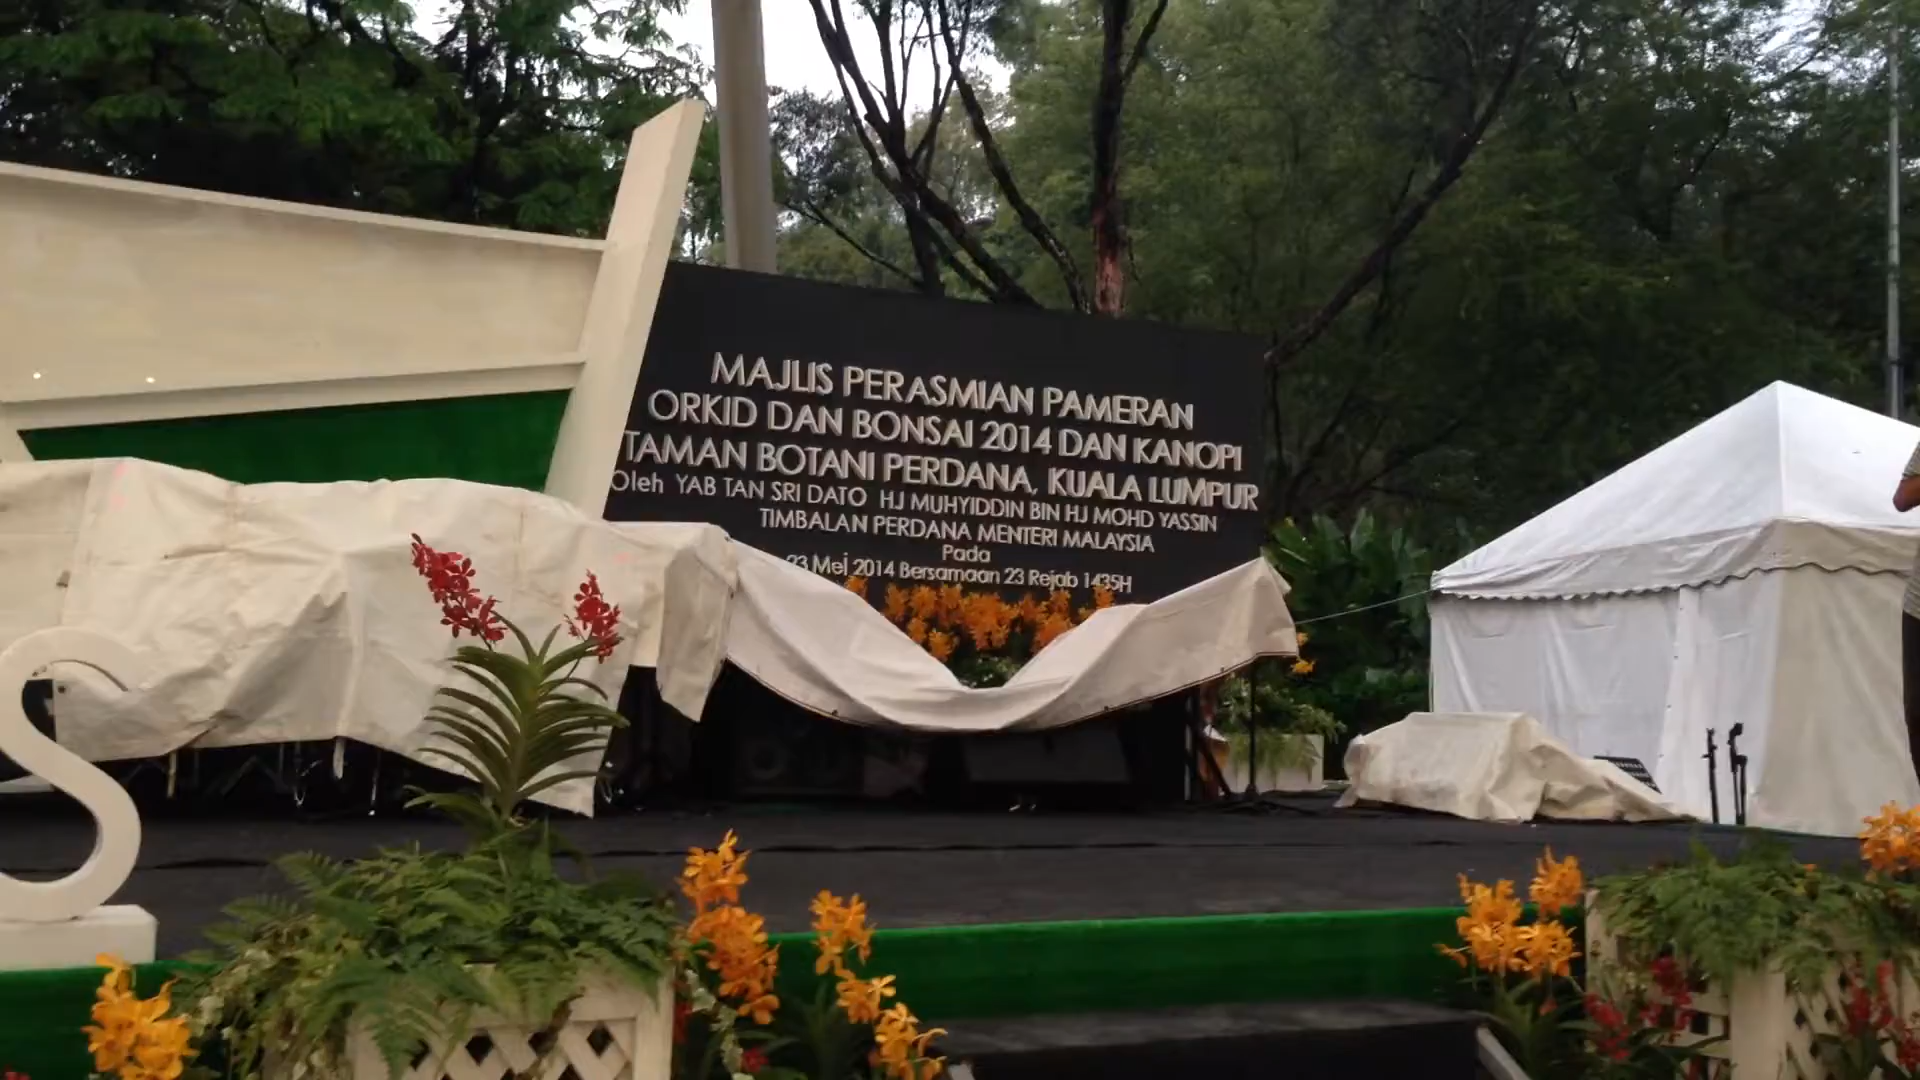 MAJLIS PERASMIAN PAMERAN
ORKID DAN BONSAI 2014 DAN KANOPI
TAMAN BOTANI PERDANA, KUALA LUMPUR
Oleh YAB TAN SRI DATO HJ MUHYIDDIN BIN HJ MOHD YASSIN
TIMBALAN PERDANA MENTERI MALAYSIA
Pada
23 Mei 2014 Bersamaan 23 Rejab 1435H
S